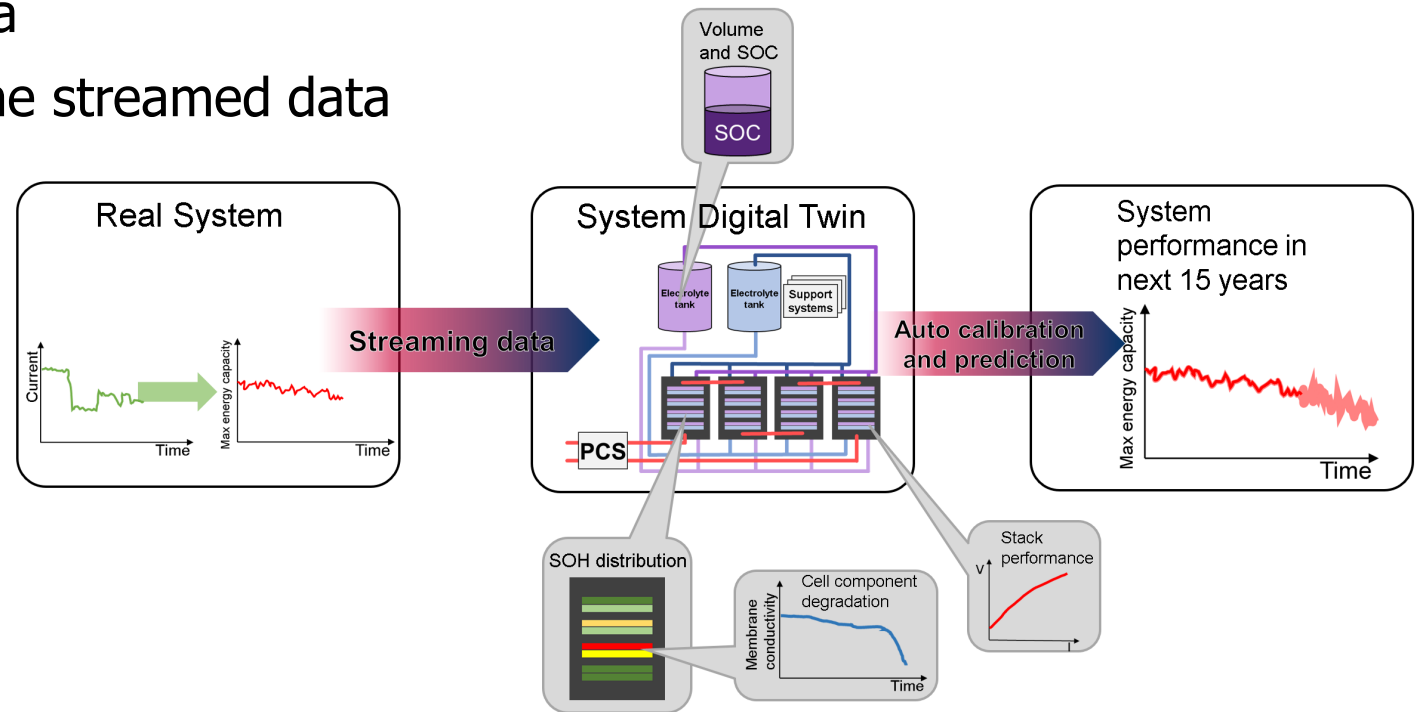 a
ne streamed data
Volume
and SOC
SOC
Real System
Current
Time
Max energy capacity
Time
Streaming data
System Digital Twin
Electrolyte
tank
Electrolyte
tank
Support
systems
PCS
Auto calibration
and prediction
System
performance in
next 15 years
Max energy capacity
Time
SOH distribution
Cell component
degradation
Membrane
conductivity
Time
Stack
performance
V
I